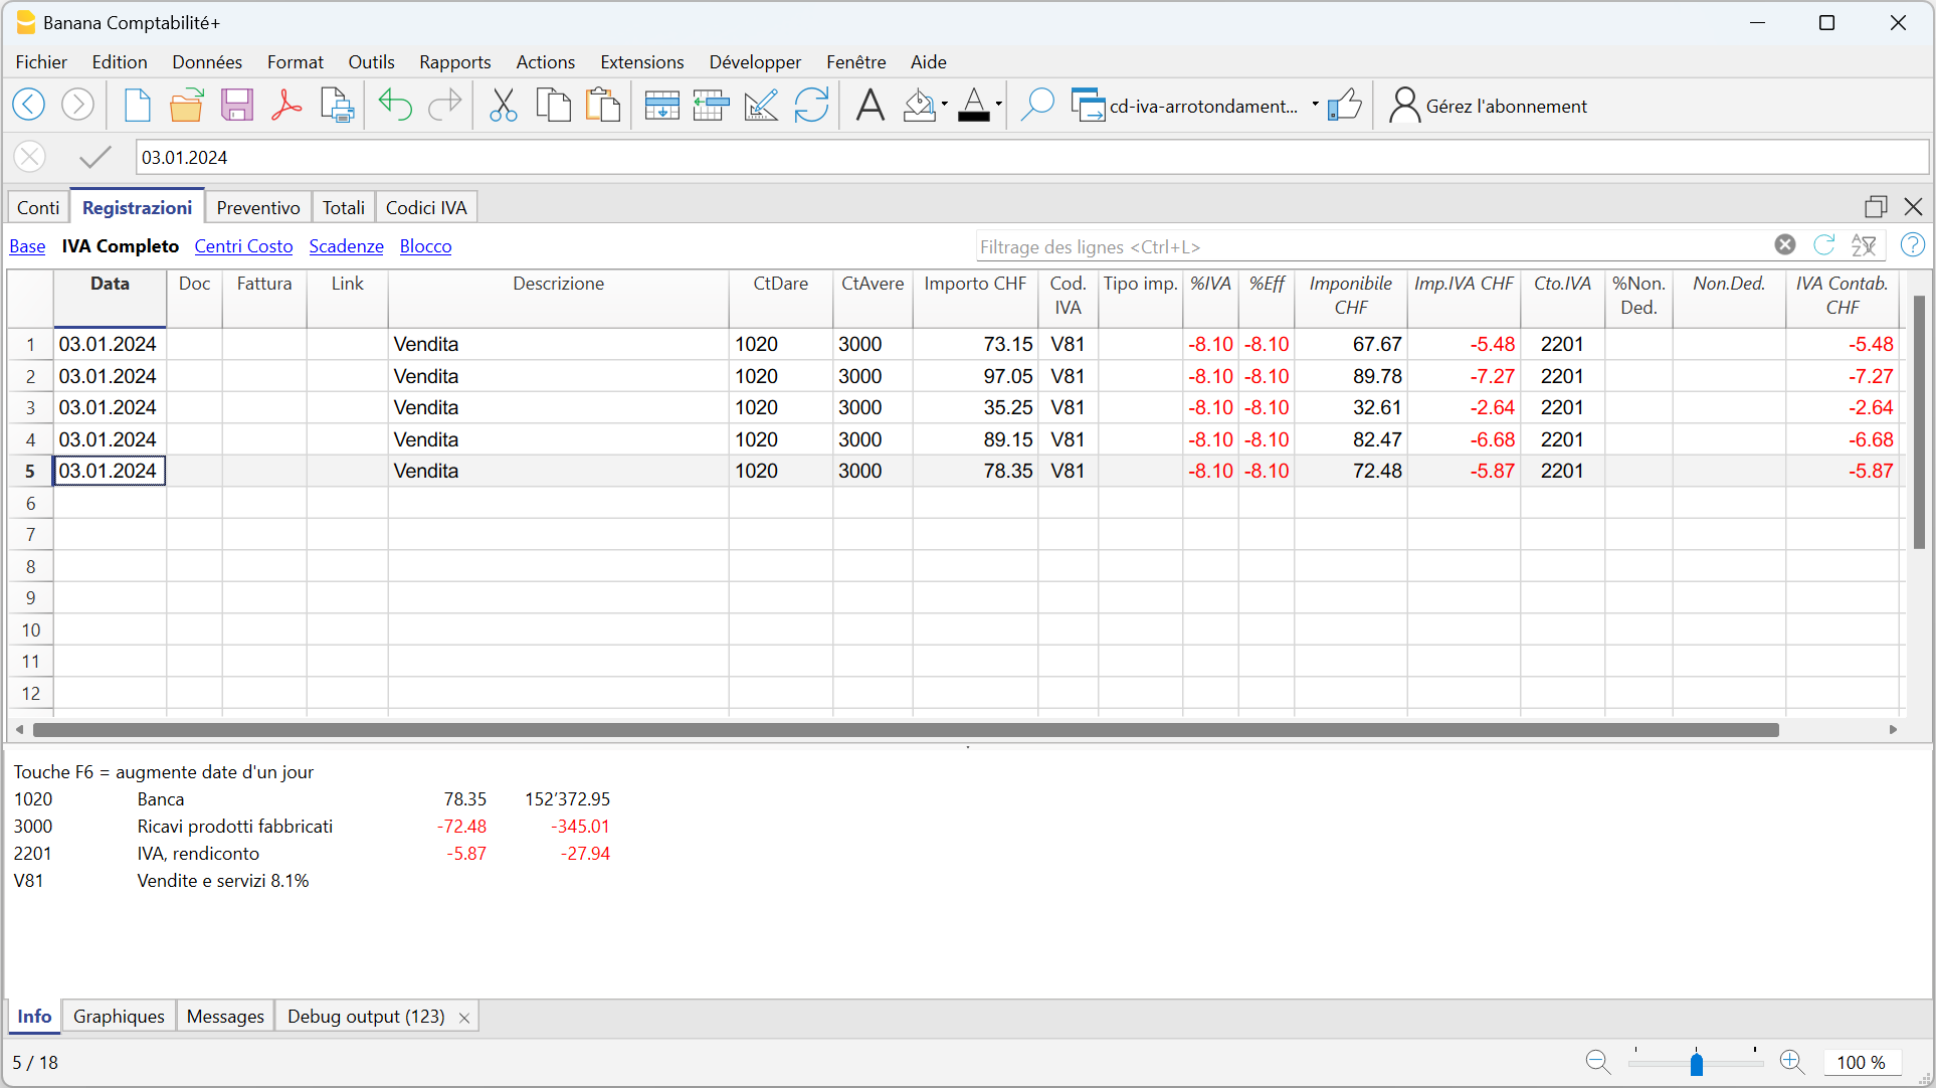 Banana Comptabilité+
Fichier Edition Données Format Outils Rapports Actions Extensions Développer Fenêtre Aide
cd-iva-arrotondament... Gérez l'abonnement
03.01.2024
Conti Registrazioni Preventivo Totali Codici IVA
Base IVA Completo Centri Costo Scadenze Blocco Filtrage des lignes <Ctrl+L>
Data Doc Fattura Link Descrizione CtDare CtAvere Importo CHF Cod. IVA Tipo imp. %IVA %Eff Imponibile CHF Imp.IVA CHF Cto.IVA %Non. Ded. Non.Ded. IVA Contab. CHF
1 03.01.2024 Vendita 1020 3000 73.15 V81 -8.10 -8.10 67.67 -5.48 2201 -5.48
2 03.01.2024 Vendita 1020 3000 97.05 V81 -8.10 -8.10 89.78 -7.27 2201 -7.27
3 03.01.2024 Vendita 1020 3000 35.25 V81 -8.10 -8.10 32.61 -2.64 2201 -2.64
4 03.01.2024 Vendita 1020 3000 89.15 V81 -8.10 -8.10 82.47 -6.68 2201 -6.68
5 03.01.2024 Vendita 1020 3000 78.35 V81 -8.10 -8.10 72.48 -5.87 2201 -5.87
6
7
8
9
10
11
12
Touche F6 = augmente date d'un jour
1020 Banca 78.35 152'372.95
3000 Ricavi prodotti fabbricati -72.48 -345.01
2201 IVA, rendiconto -5.87 -27.94
V81 Vendite e servizi 8.1%
Info Graphiques Messages Debug output (123)
5 / 18 100 %